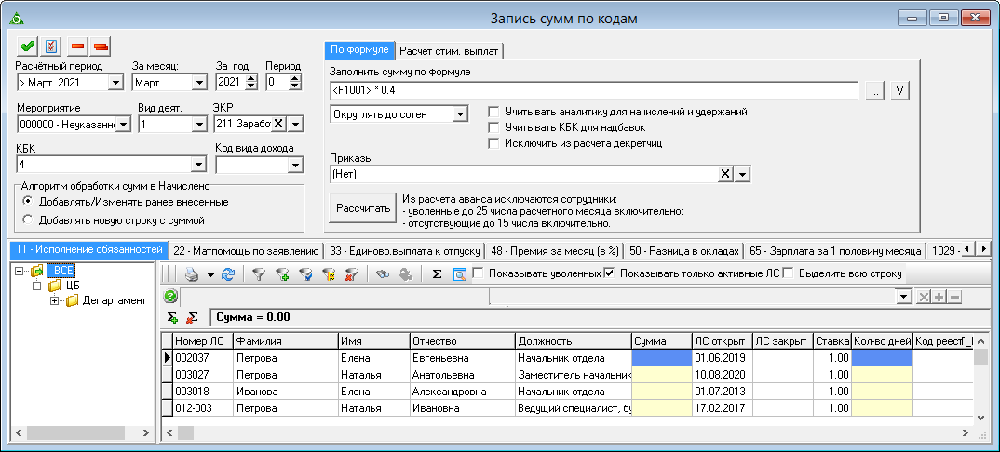 Запись сумм по кодам
Расчётный период За месяц: За год: Период
> Март 2021 Март 2021 0
Мероприятие Вид деят. ЭКР
000000 - Неуказанн 1 211 Зарабо
КБК Код вида дохода
4
Алгоритм обработки сумм в Начислено
Добавлять/Изменять ранее внесенные
Добавлять новую строку с суммой
По формуле Расчет стим. выплат
Заполнить сумму по формуле
<F1001> * 0.4 ... V
Округлять до сотен
Учитывать аналитику для начислений и удержаний
Учитывать КБК для надбавок
Исключить из расчета декретчиц
Приказы
(Нет)
Рассчитать
Из расчета аванса исключаются сотрудники:
- уволенные до 25 числа расчетного месяца включительно;
- отсутствующие до 15 числа включительно.
11 - Исполнение обязанностей 22 - Матпомощь по заявлению 33 - Единовр.выплата к отпуску 48 - Премия за месяц (в %) 50 - Разница в окладах 65 - Зарплата за 1 половину месяца 1029 -
ВСЕ
ЦБ
Департамент
Показывать уволенных Показывать только активные ЛС Выделить всю строку
Сумма = 0.00
Номер ЛС Фамилия Имя Отчество Должность Сумма ЛС открыт ЛС закрыт Ставка Кол-во дней Код реестГ_
002037 Петрова Елена Евгеньевна Начальник отдела 01.06.2019 1.00
003027 Петрова Наталья Анатольевна Заместитель начальник 10.08.2020 1.00
003018 Иванова Елена Александровна Начальник отдела 01.07.2013 1.00
012-003 Петрова Наталья Ивановна Ведущий специалист, бу 17.02.2017 1.00